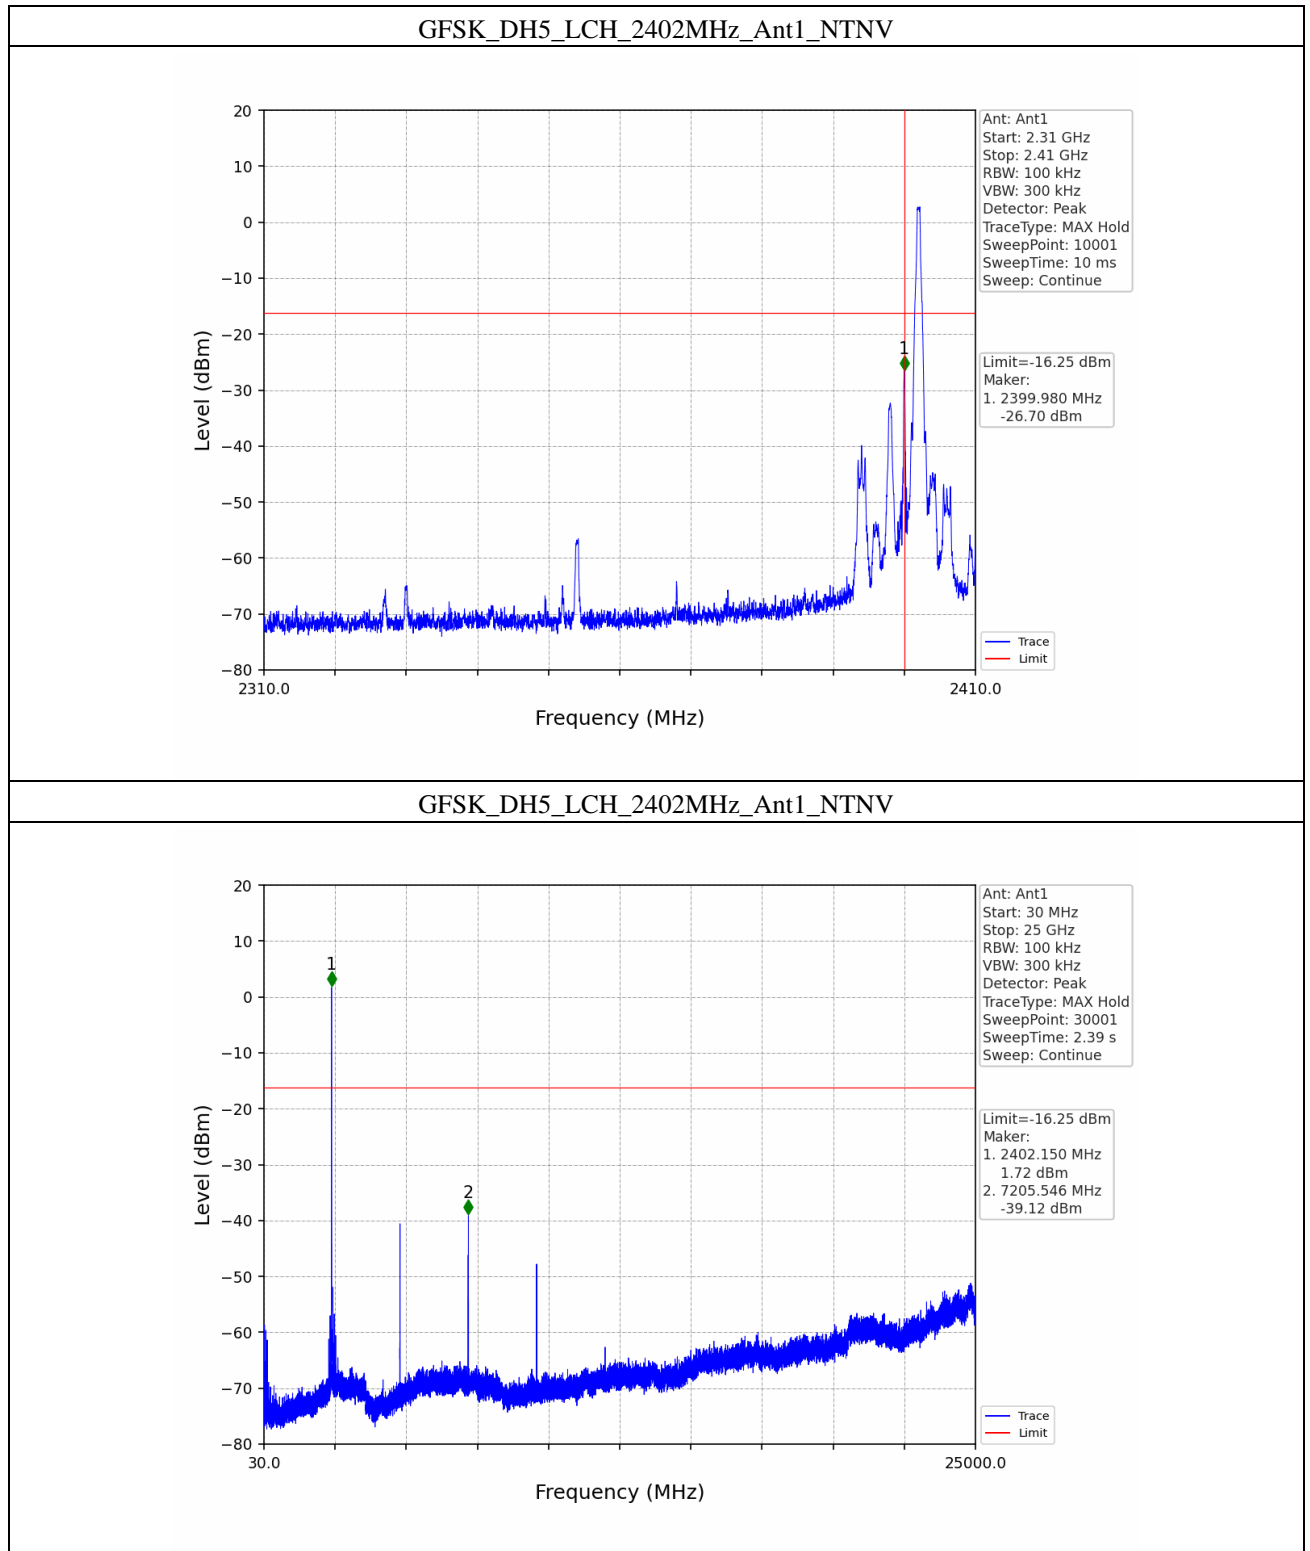 GFSK_DH5_LCH_2402MHz_Ant1_NTNV
20
10
0
−10
−20
−30
−40
−50
−60
−70
−80
Level (dBm)
1
2310.0
2410.0
Frequency (MHz)
Ant: Ant1
Start: 2.31 GHz
Stop: 2.41 GHz
RBW: 100 kHz
VBW: 300 kHz
Detector: Peak
TraceType: MAX Hold
SweepPoint: 10001
SweepTime: 10 ms
Sweep: Continue
Limit=-16.25 dBm
Maker:
1. 2399.980 MHz
-26.70 dBm
Trace
Limit
GFSK_DH5_LCH_2402MHz_Ant1_NTNV
20
10
0
−10
−20
−30
−40
−50
−60
−70
−80
Level (dBm)
1
2
30.0
25000.0
Frequency (MHz)
Ant: Ant1
Start: 30 MHz
Stop: 25 GHz
RBW: 100 kHz
VBW: 300 kHz
Detector: Peak
TraceType: MAX Hold
SweepPoint: 30001
SweepTime: 2.39 s
Sweep: Continue
Limit=-16.25 dBm
Maker:
1. 2402.150 MHz
1.72 dBm
2. 7205.546 MHz
-39.12 dBm
Trace
Limit